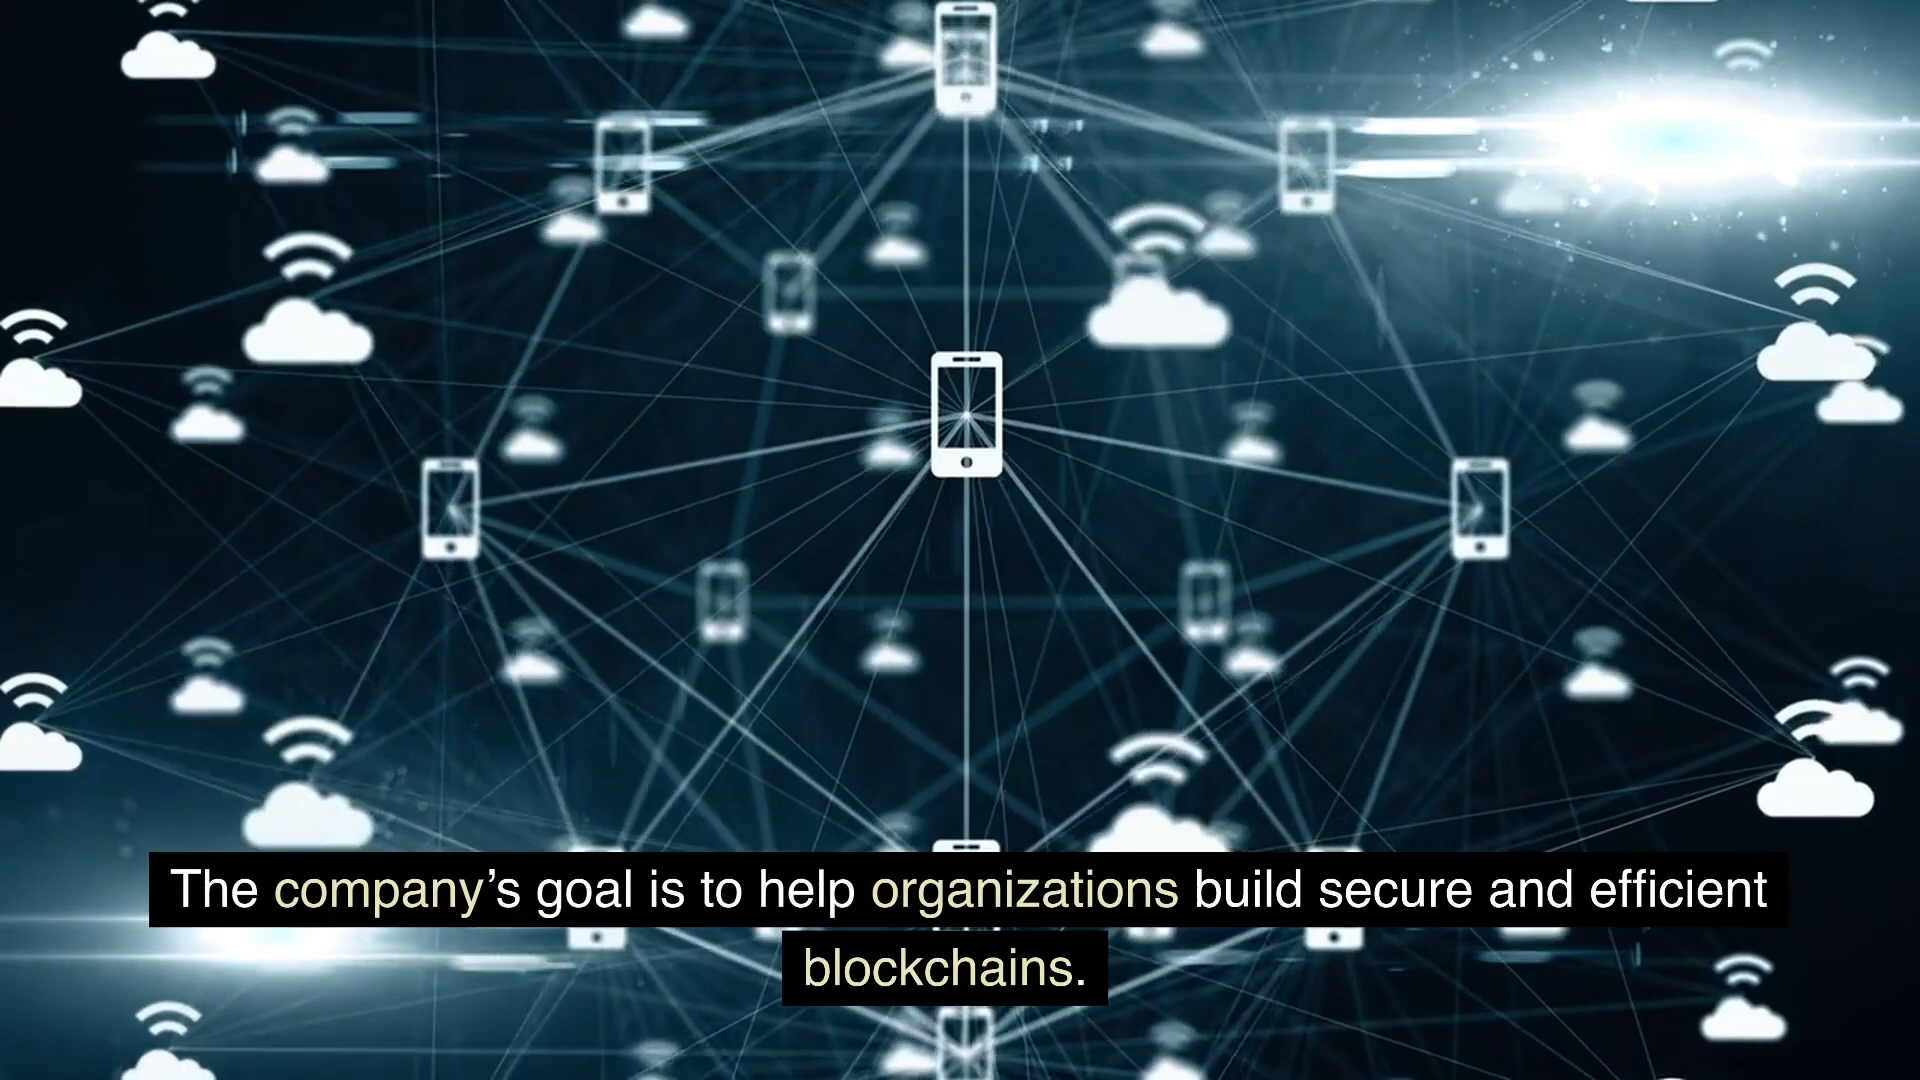 The company’s goal is to help organizations build secure and efficient
blockchains.